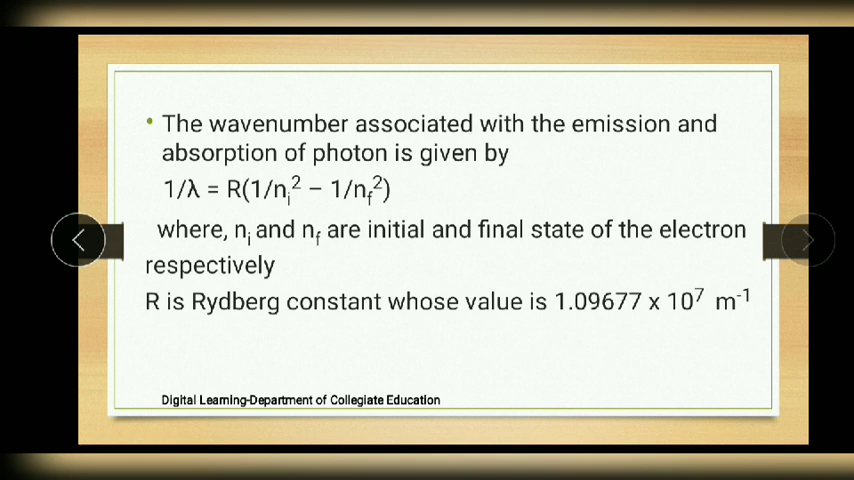 • The wavenumber associated with the emission and
absorption of photon is given by
1/λ = R(1/nᵢ² – 1/n_f²)
where, nᵢ and n_f are initial and final state of the electron
respectively
R is Rydberg constant whose value is 1.09677 x 10⁷ m⁻¹
Digital Learning-Department of Collegiate Education